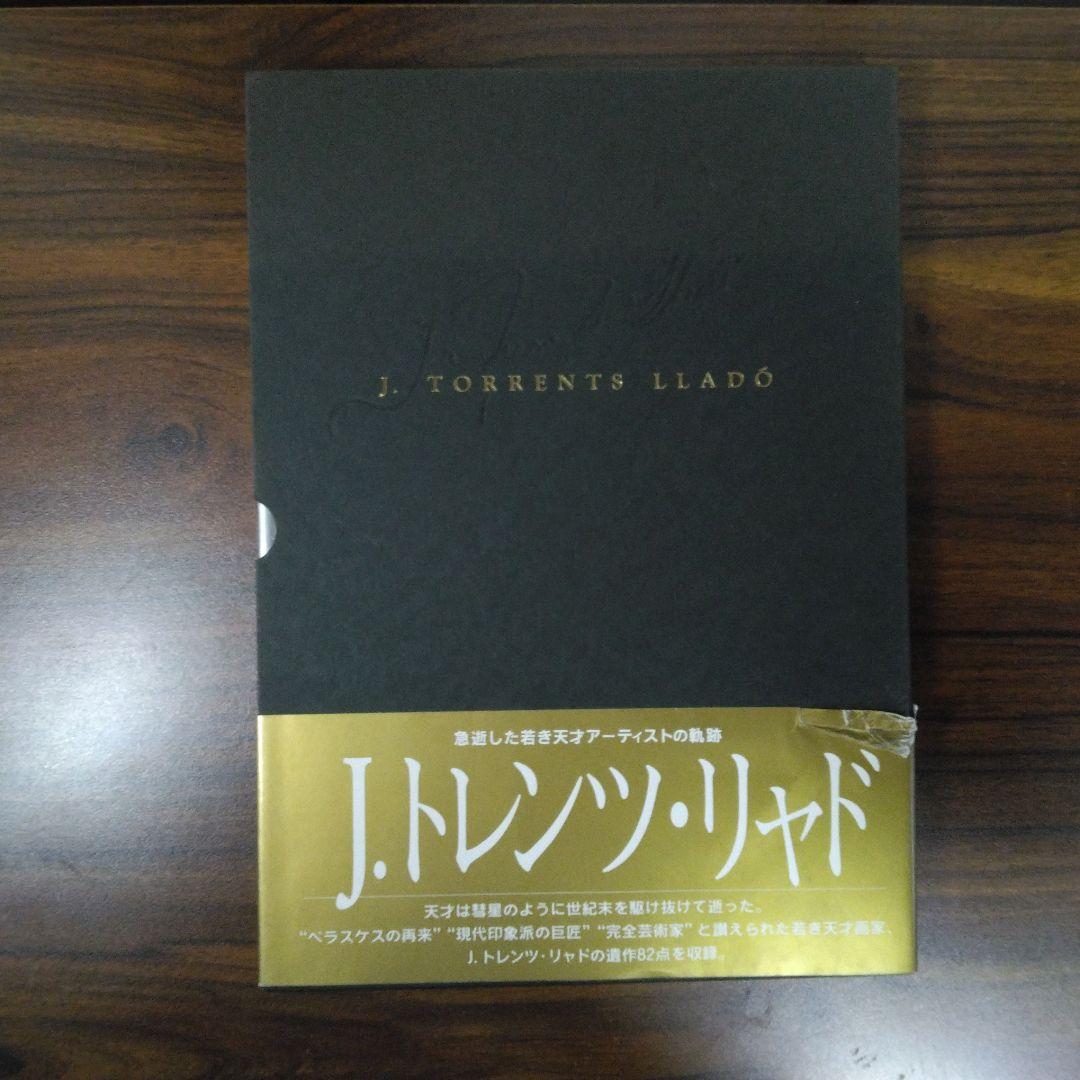 J. TORRENTS LLADÓ
急逝した若き天才アーティストの軌跡
J.トレンツ・リャド
天才は彗星のように世紀末を駆け抜けて逝った。
“ベラスケスの再来”“現代印象派の巨匠”“完全芸術家”と讃えられた若き天才画家、
J. トレンツ・リャドの遺作82点を収録。